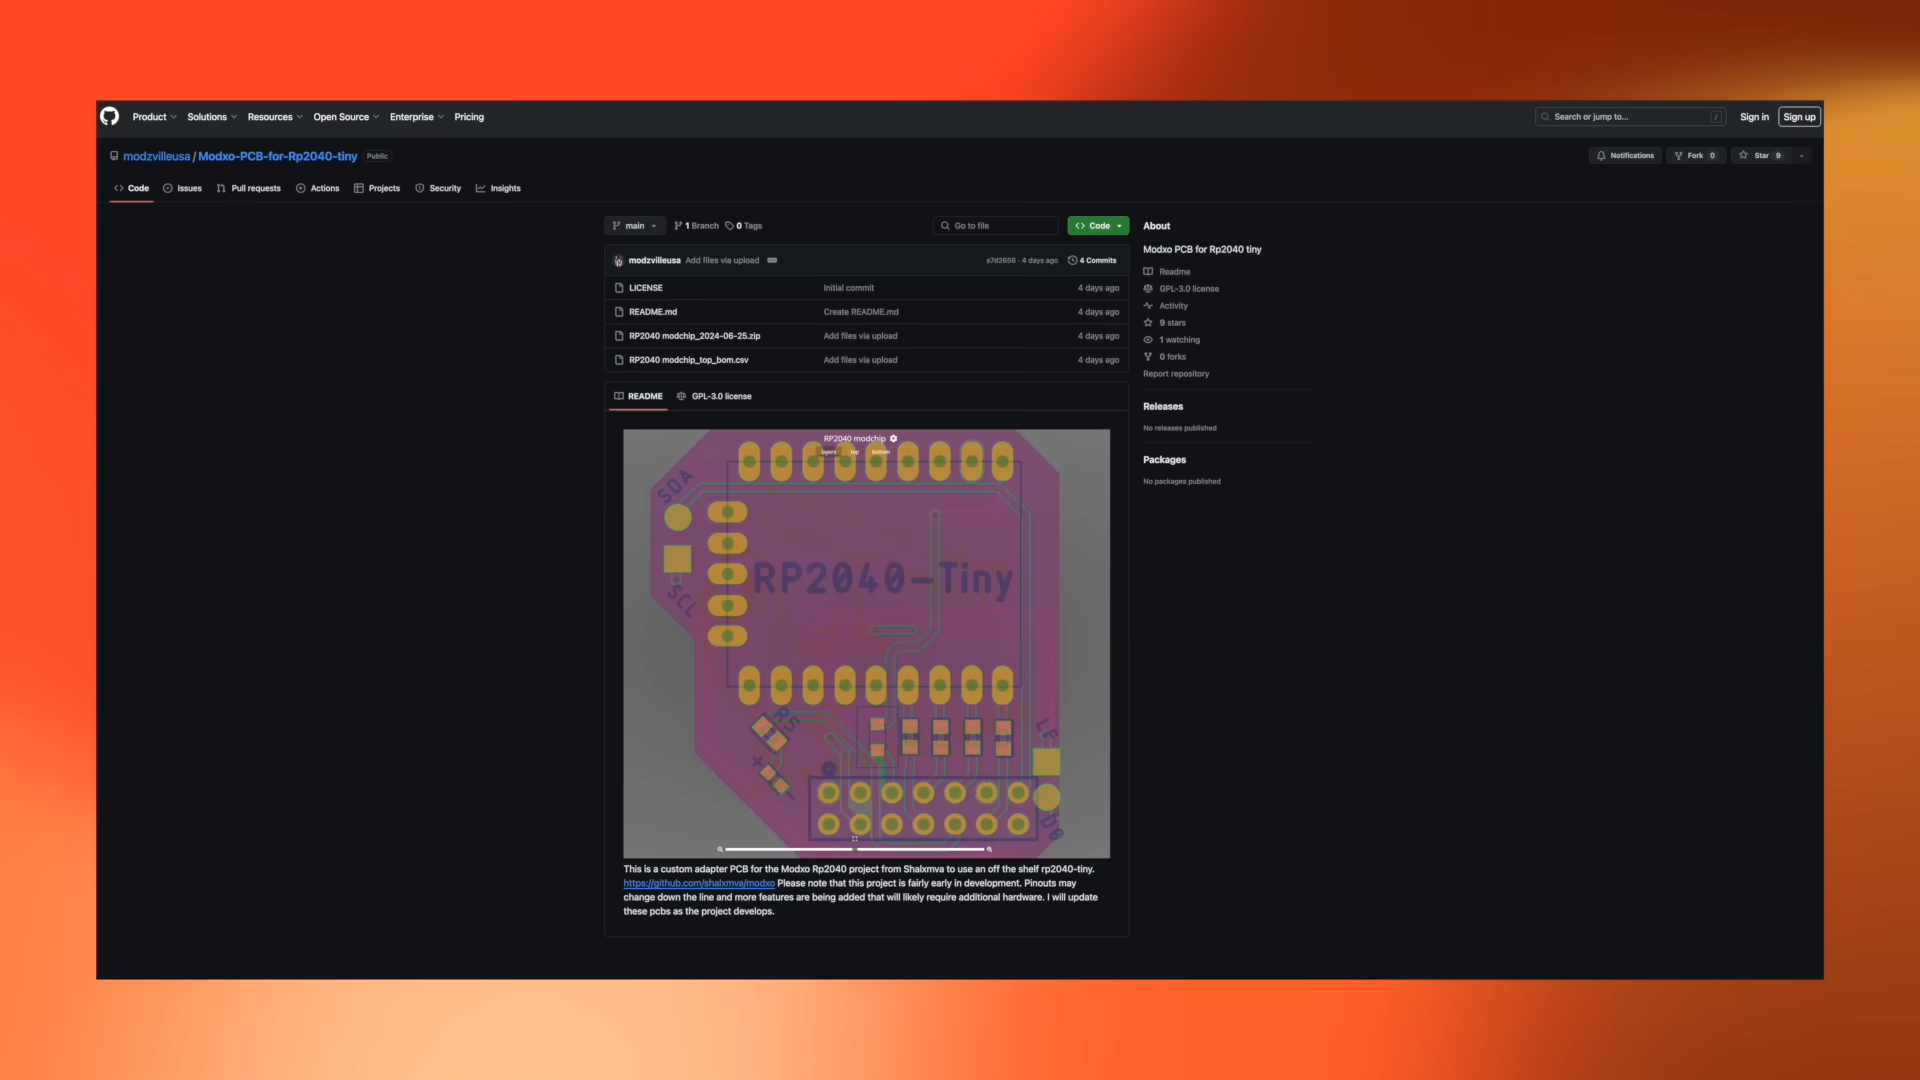 Product Solutions Resources Open Source Enterprise Pricing Search or jump to... / Sign in Sign up
modzvilleusa / Modxo-PCB-for-Rp2040-tiny Public Notifications Fork 0 Star 9
Code Issues Pull requests Actions Projects Security Insights
main 1 Branch 0 Tags Go to file Code
modzvilleusa Add files via upload e7d2656 · 4 days ago 4 Commits
LICENSE Initial commit 4 days ago
README.md Create README.md 4 days ago
RP2040 modchip_2024-06-25.zip Add files via upload 4 days ago
RP2040 modchip_top_bom.csv Add files via upload 4 days ago
README GPL-3.0 license
RP2040 modchip
layers top bottom
SDA
SCL
RP2040-Tiny
R5
+
LF
D0
This is a custom adapter PCB for the Modxo Rp2040 project from Shalxmva to use an off the shelf rp2040-tiny.
https://github.com/shalxmva/modxo Please note that this project is fairly early in development. Pinouts may
change down the line and more features are being added that will likely require additional hardware. I will update
these pcbs as the project develops.
About
Modxo PCB for Rp2040 tiny
Readme
GPL-3.0 license
Activity
9 stars
1 watching
0 forks
Report repository
Releases
No releases published
Packages
No packages published